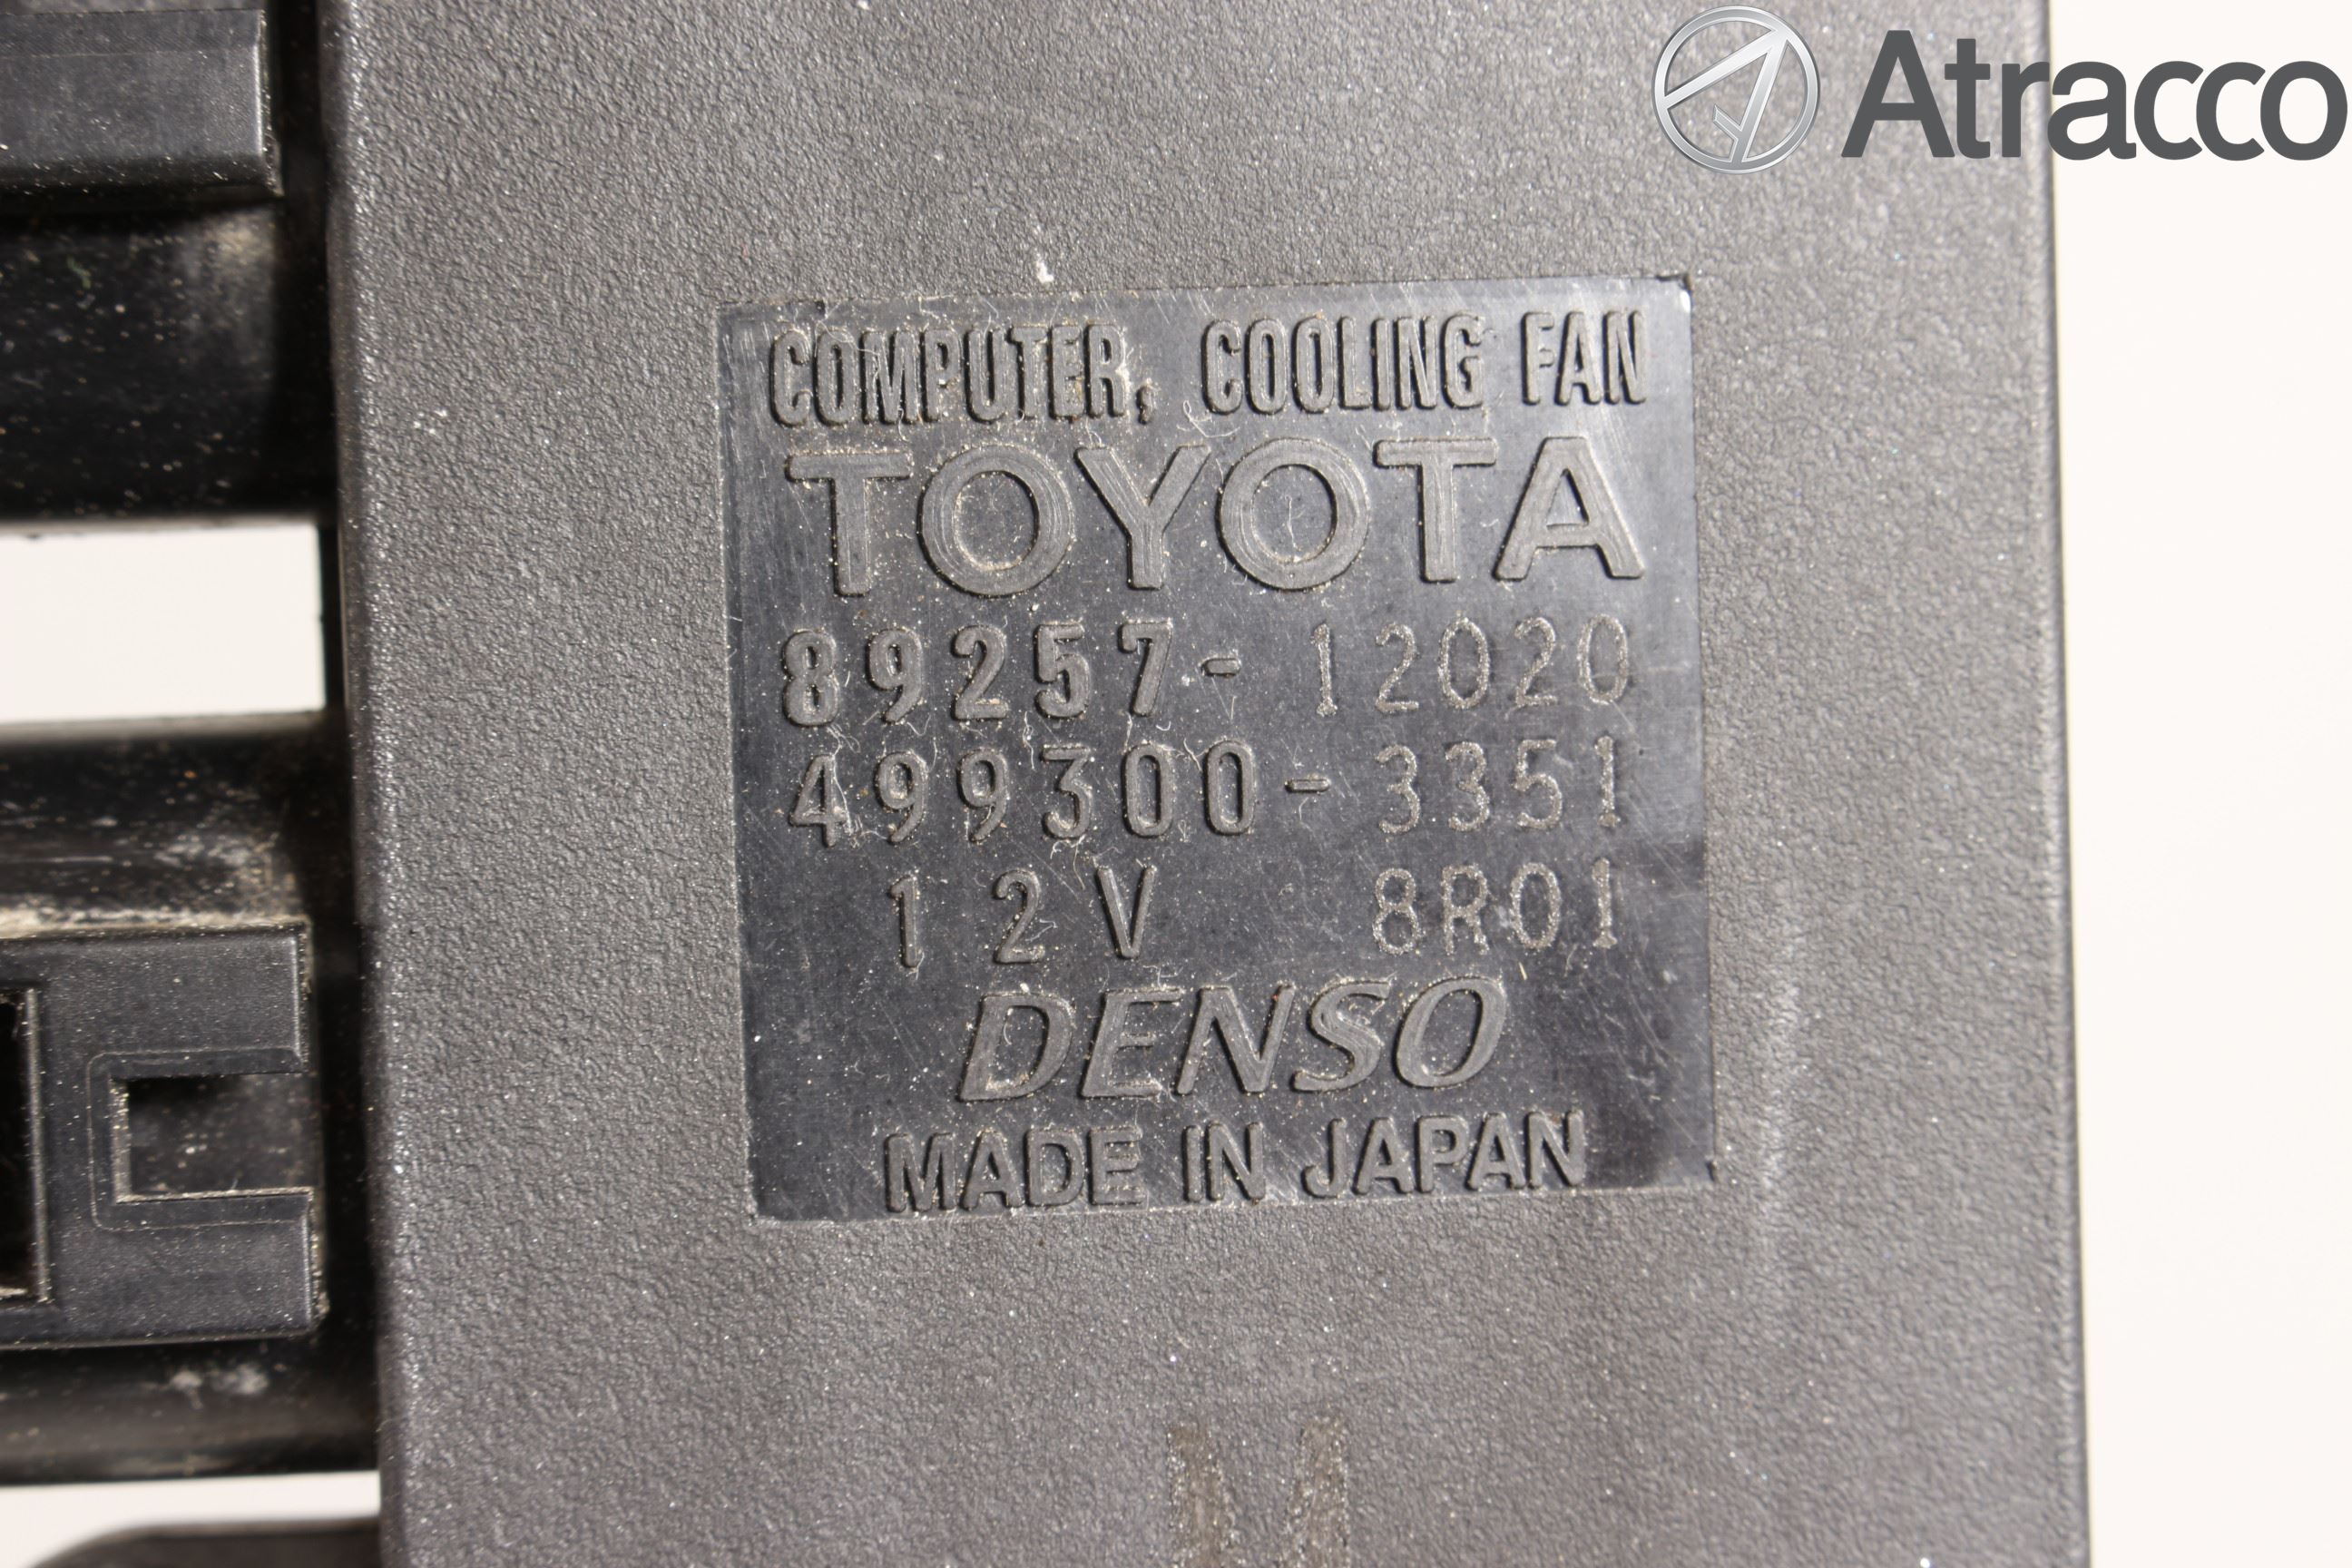 Atracco
COMPUTER, COOLING FAN
TOYOTA
89257-12020
499300-3351
12V 8R01
DENSO
MADE IN JAPAN
M